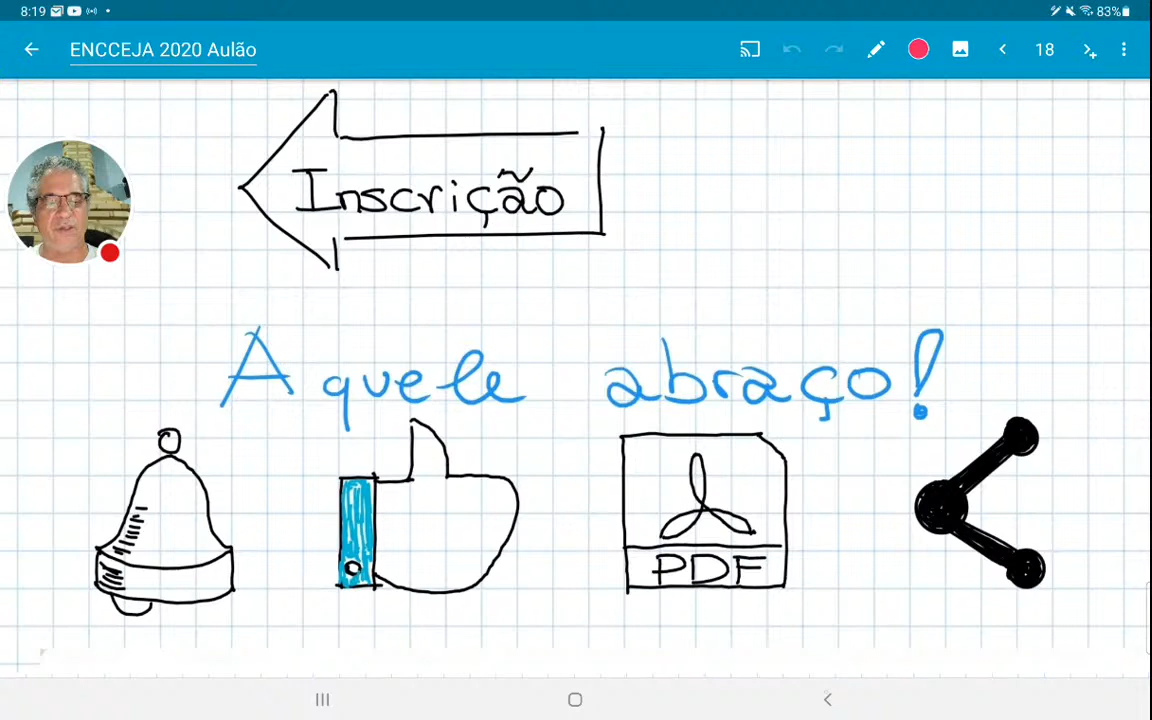 8:19 83%
ENCCEJA 2020 Aulão 18
Inscrição
Aquele abraço!
PDF